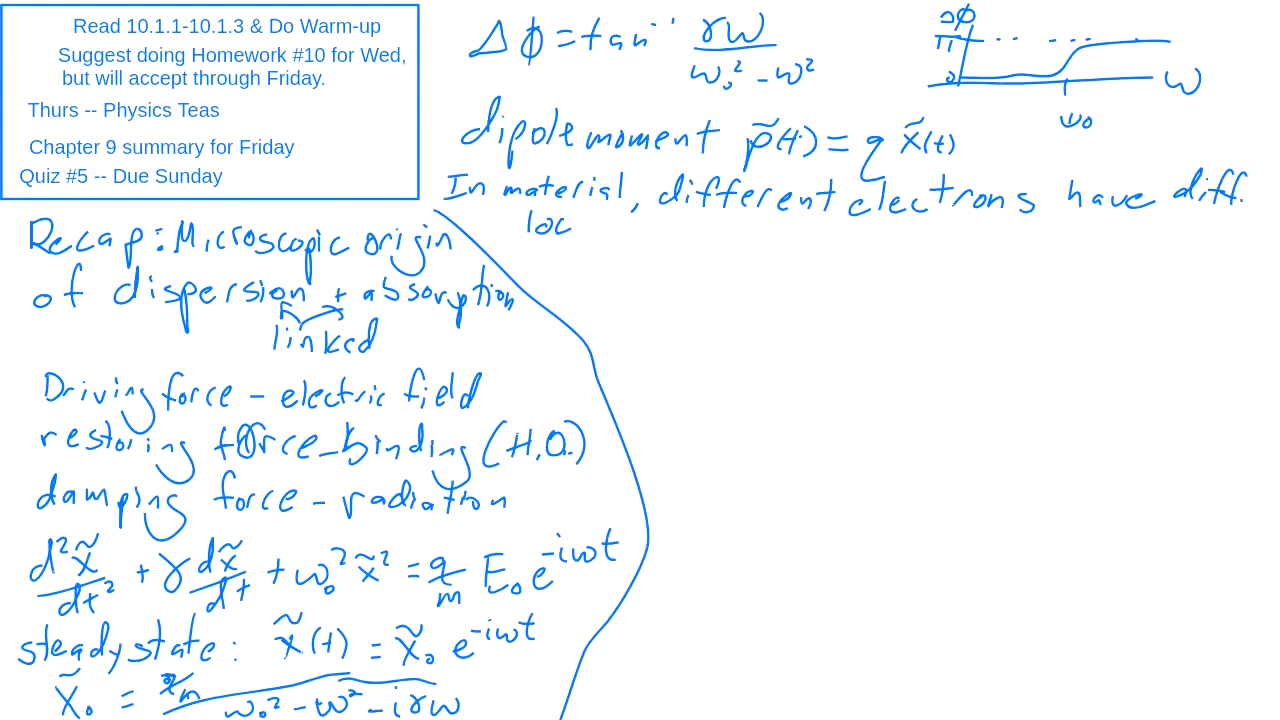 Read 10.1.1-10.1.3 & Do Warm-up
Suggest doing Homework #10 for Wed,
but will accept through Friday.
Thurs -- Physics Teas
Chapter 9 summary for Friday
Quiz #5 -- Due Sunday
Recap: Microscopic origin
of dispersion + absorption
linked
Driving force - electric field
restoring force - binding (H.O.)
damping force - radiation
d²x̃/dt² + γ dx̃/dt + ω₀² x̃² = q/m E₀ e^(-iωt)
steady state: x̃(t) = x̃₀ e^(-iωt)
x̃₀ = q/m / (ω₀² - ω² - iγω)
Δϕ = tan⁻¹ γω / (ω₀² - ω²)
Δϕ
π
0
ω
ω₀
dipole moment p̃(t) = q x̃(t)
In material, different electrons have diff.
loc